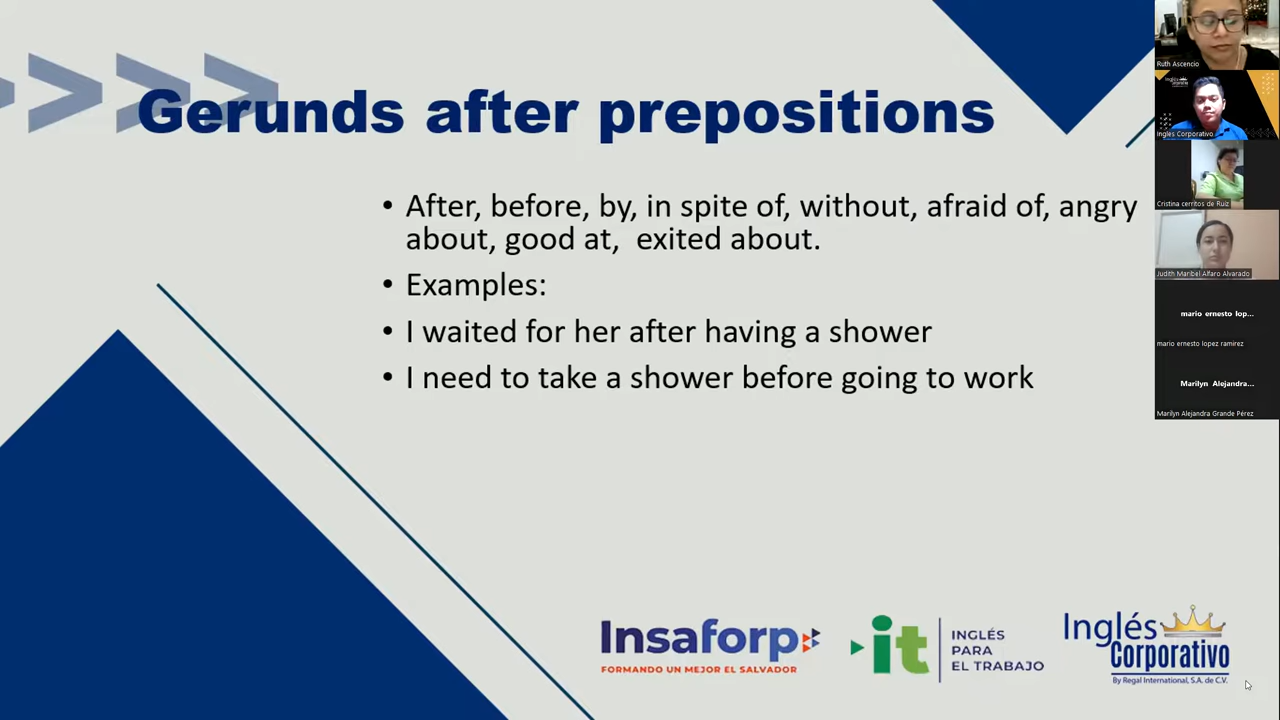 Gerunds after prepositions
• After, before, by, in spite of, without, afraid of, angry
about, good at, exited about.
• Examples:
• I waited for her after having a shower
• I need to take a shower before going to work
Insaforp
FORMANDO UN MEJOR EL SALVADOR
it
INGLÉS
PARA
EL TRABAJO
Inglés
Corporativo
By Regal International, S.A. de C.V.
Ruth Ascencio
Inglés Corporativo
Cristina cerritos de Ruiz
Judith Maribel Alfaro Alvarado
mario ernesto lop...
mario ernesto lopez ramirez
Marilyn Alejandra...
Marilyn Alejandra Grande Pérez